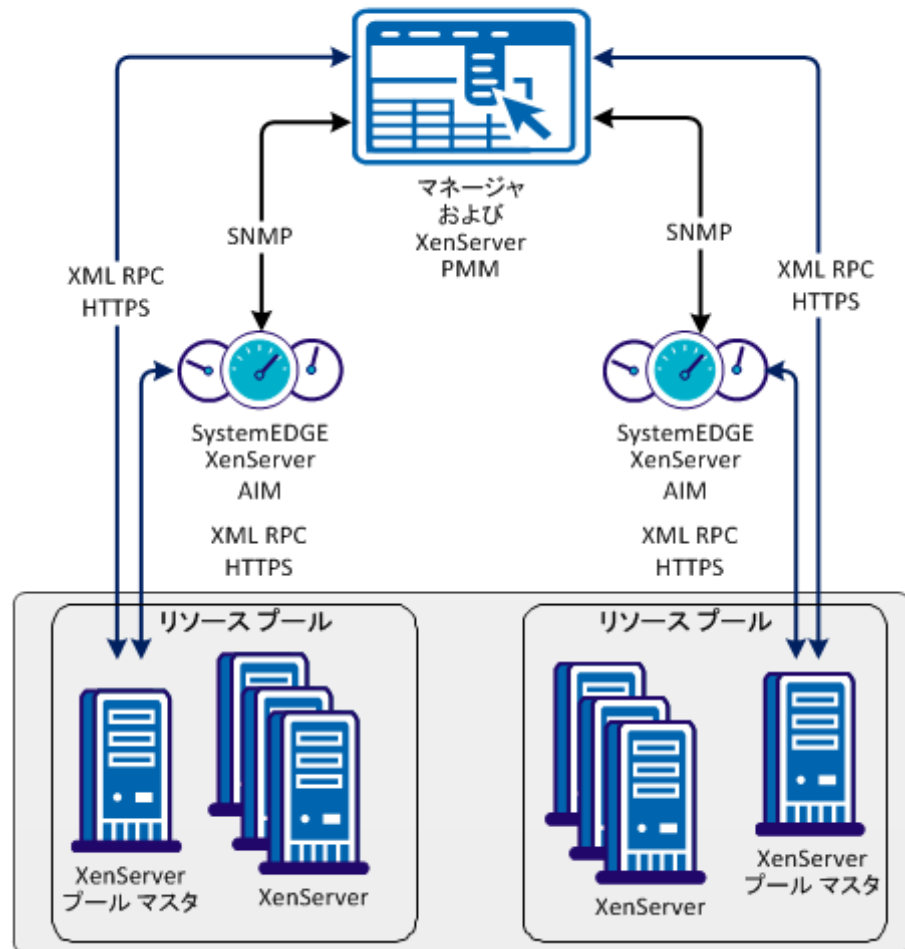 マネージャ
および
XenServer
PMM
SNMP
SNMP
XML RPC
HTTPS
XML RPC
HTTPS
SystemEDGE
XenServer
AIM
SystemEDGE
XenServer
AIM
XML RPC
HTTPS
XML RPC
HTTPS
リソース プール
リソース プール
XenServer
プール マスタ
XenServer
XenServer
XenServer
プール マスタ